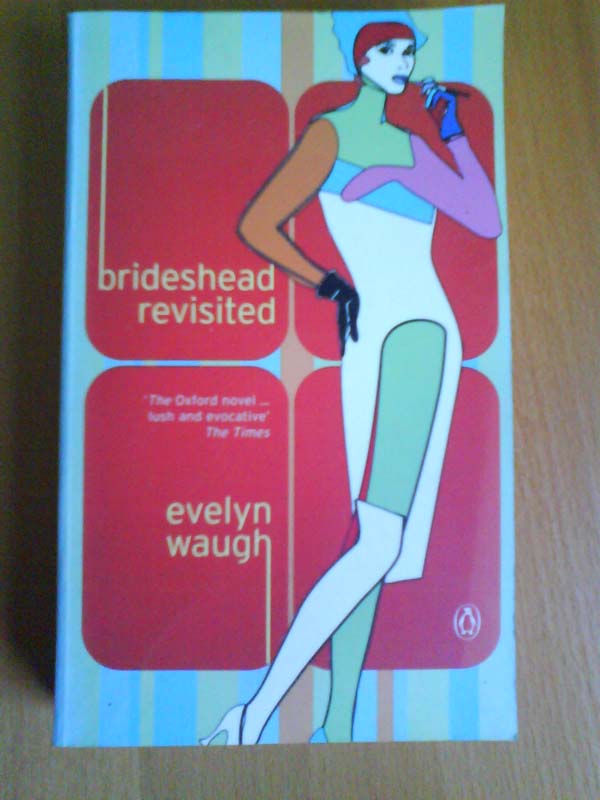 brideshead
revisited
'The Oxford novel ...
lush and evocative'
The Times
evelyn
waugh